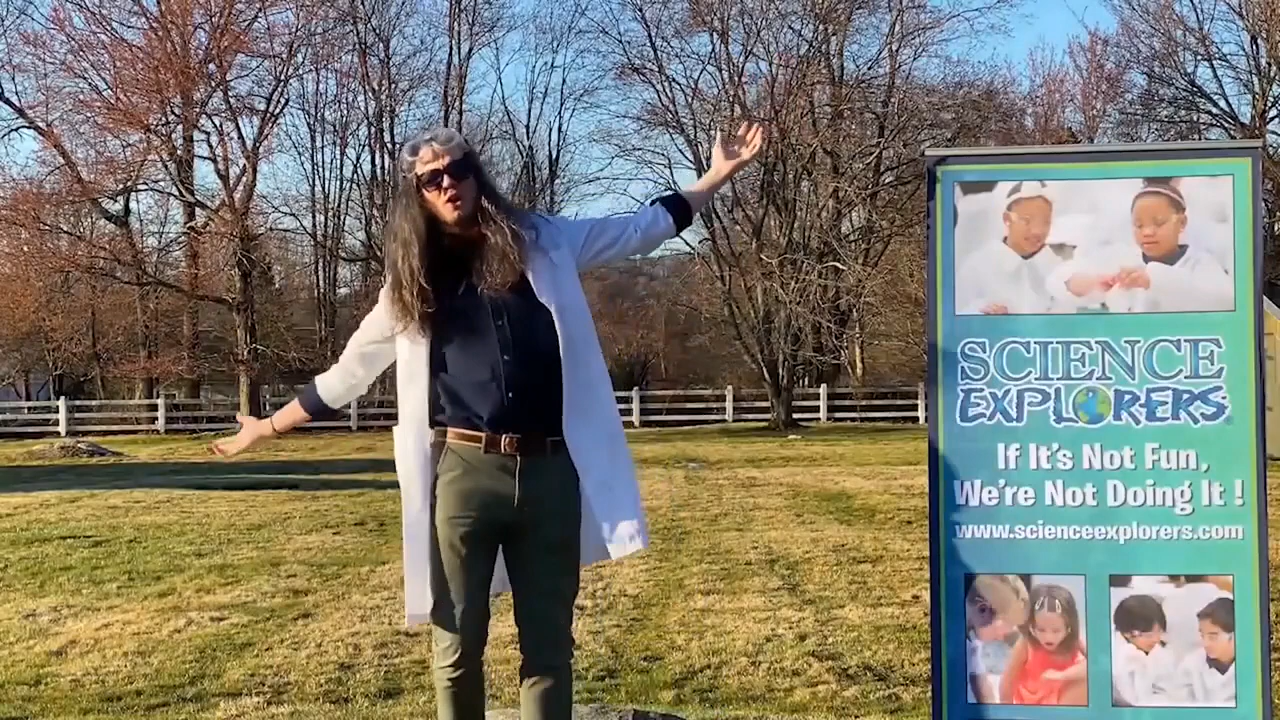 SCIENCE
EXPLORERS
If It's Not Fun,
We're Not Doing It !
www.scienceexplorers.com